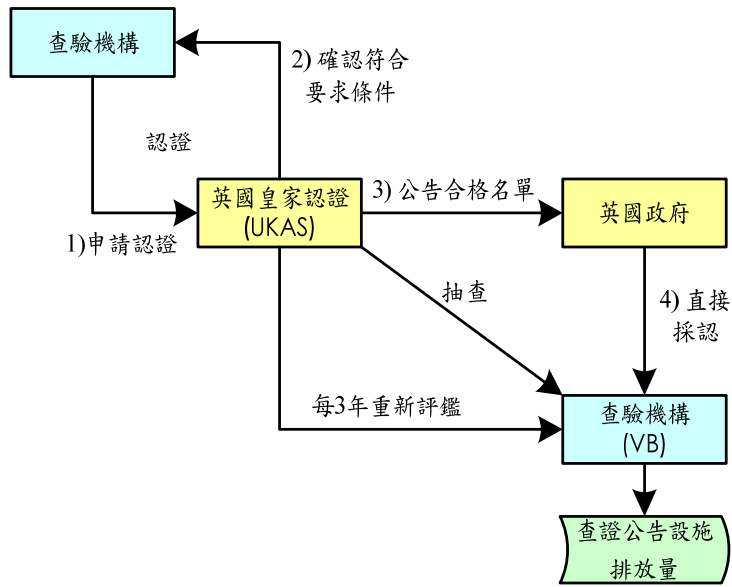 查驗機構
2) 確認符合
要求條件
認證
1)申請認證
英國皇家認證
(UKAS)
3) 公告合格名單
英國政府
抽查
4) 直接
採認
每3年重新評鑑
查驗機構
(VB)
查證公告設施
排放量